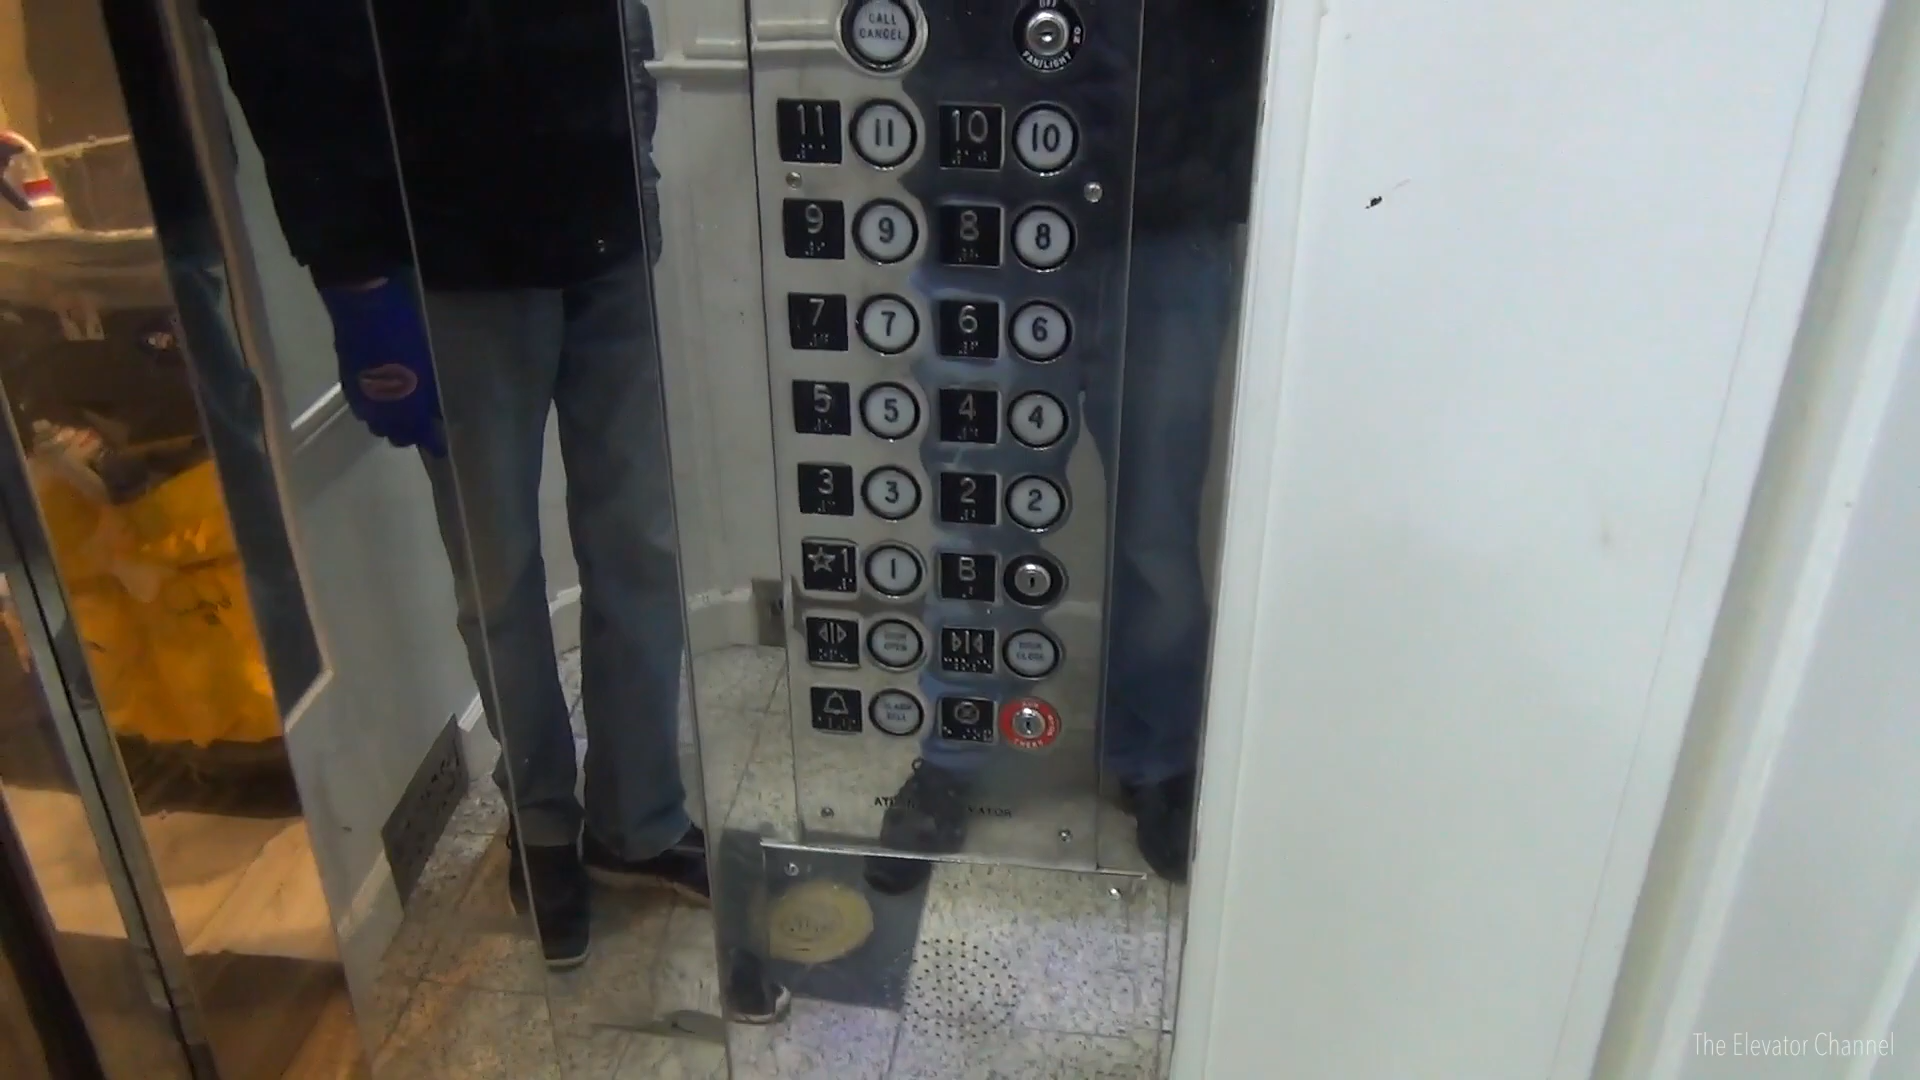 CALL
CANCEL
OFF
ON
FAN/LIGHT
11 11 10 10
9 9 8 8
7 7 6 6
5 5 4 4
3 3 2 2
☆1 1 B
DOOR
OPEN
DOOR
CLOSE
ALARM
BELL
The Elevator Channel